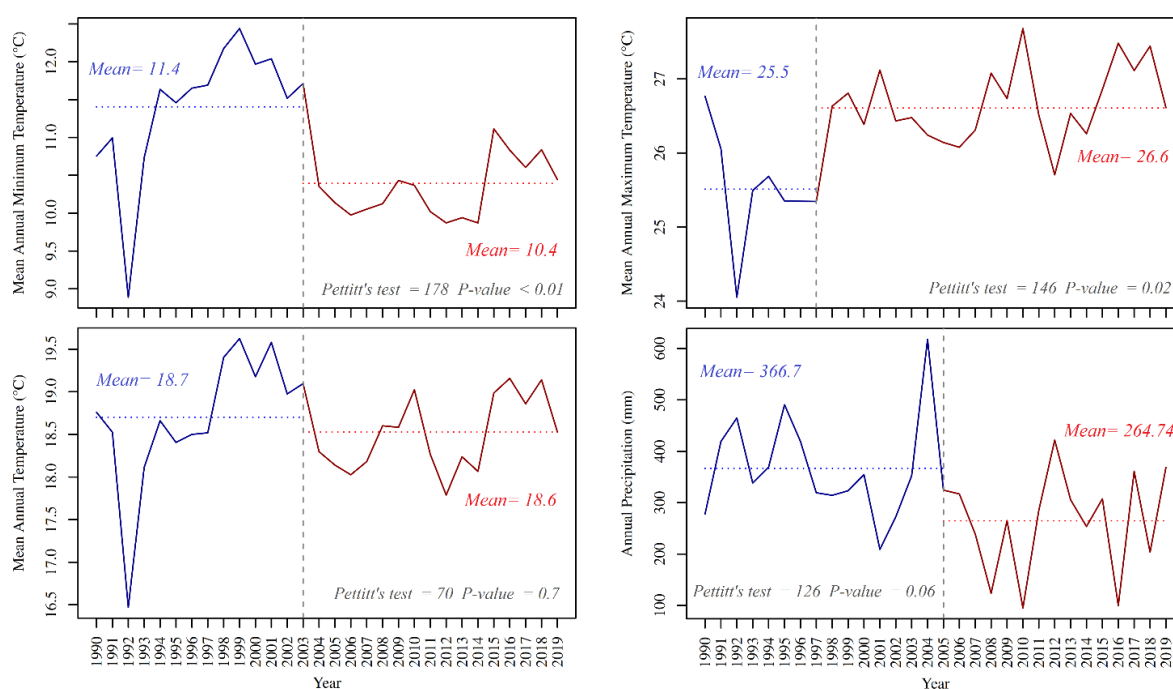 Mean Annual Minimum Temperature (°C)
9.0
9.5
10.0
11.0
12.0
Mean= 11.4
Mean= 10.4
Pettitt's test = 178 P-value < 0.01
Mean Annual Maximum Temperature (°C)
24
25
26
27
Mean= 25.5
Mean= 26.6
Pettitt's test = 146 P-value = 0.02
Mean Annual Temperature (°C)
16.5
17.0
17.5
18.0
18.5
19.0
19.5
Mean= 18.7
Mean= 18.6
Pettitt's test = 70 P-value = 0.7
1990 1991 1992 1993 1994 1995 1996 1997 1998 1999 2000 2001 2002 2003 2004 2005 2006 2007 2008 2009 2010 2011 2012 2013 2014 2015 2016 2017 2018 2019
Year
Annual Precipitation (mm)
100
200
300
400
500
600
Mean= 366.7
Mean= 264.74
Pettitt's test = 126 P-value = 0.06
1990 1991 1992 1993 1994 1995 1996 1997 1998 1999 2000 2001 2002 2003 2004 2005 2006 2007 2008 2009 2010 2011 2012 2013 2014 2015 2016 2017 2018 2019
Year